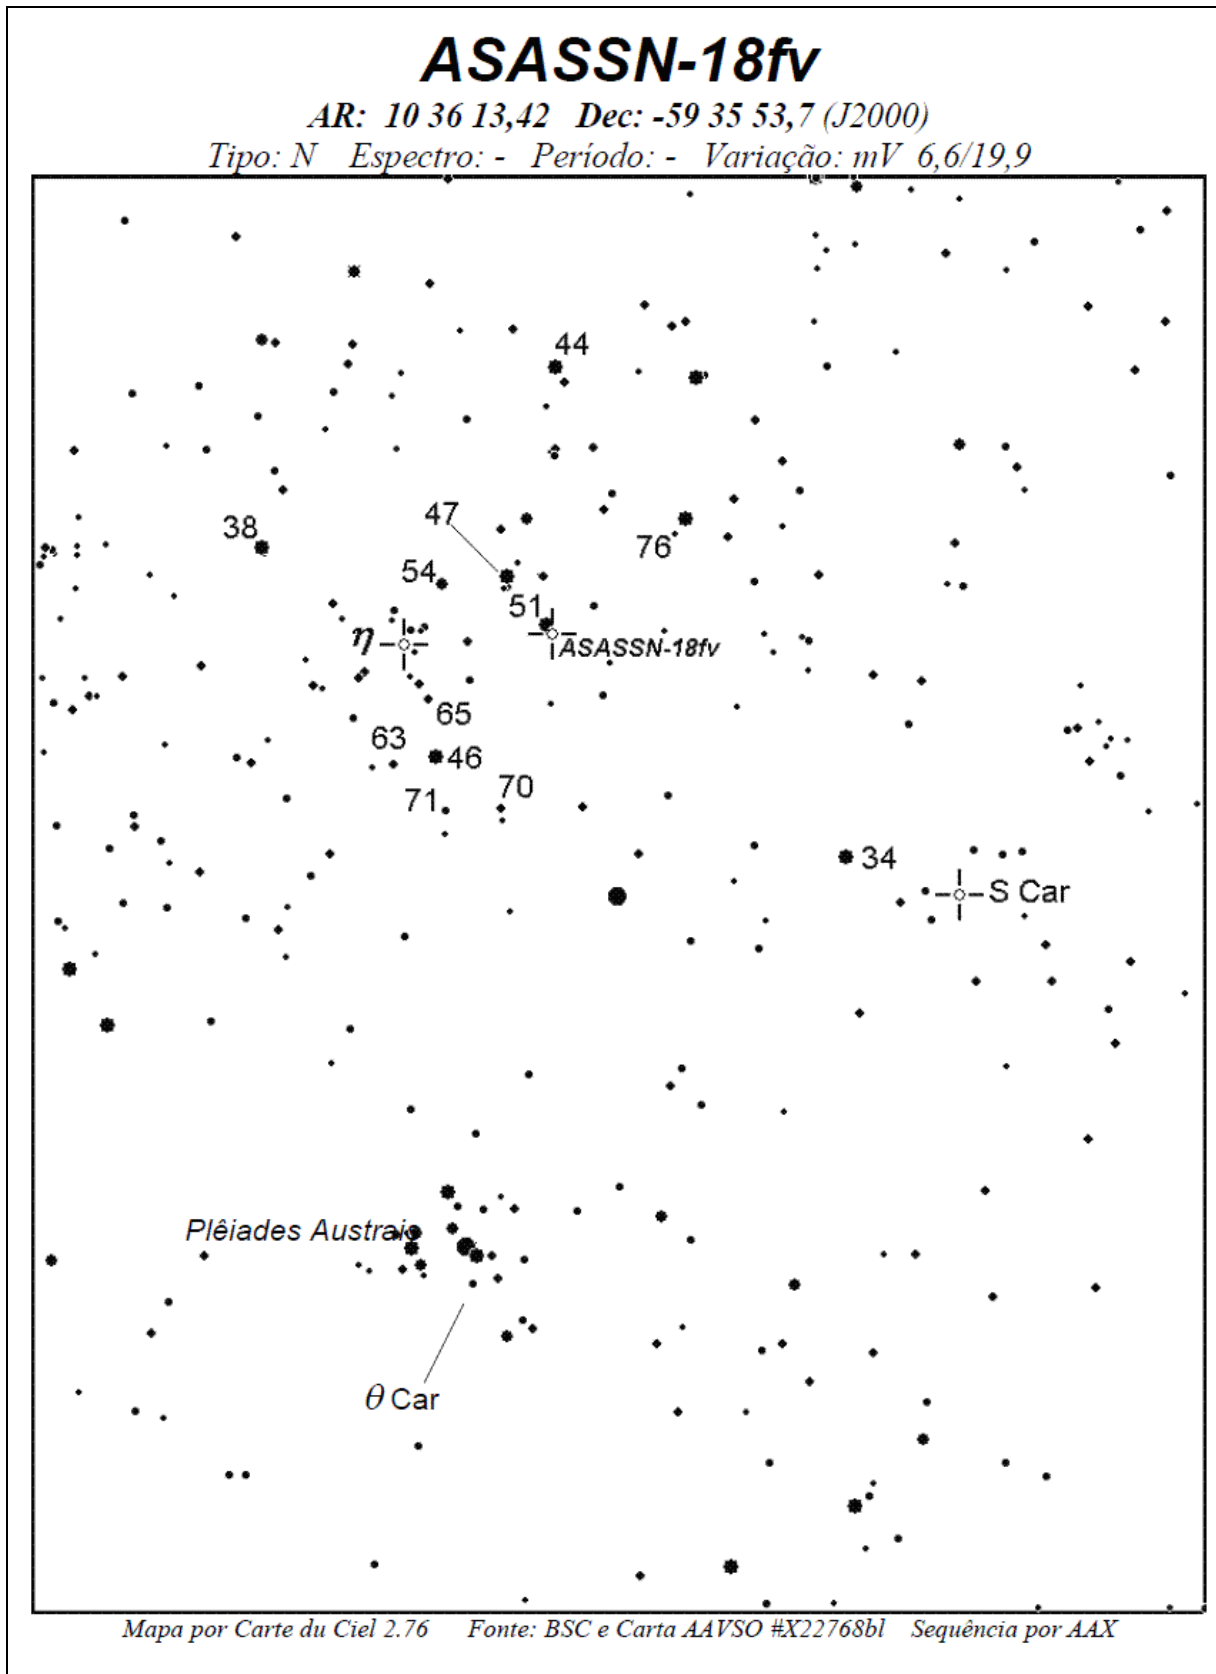 ASASSN-18fv
AR: 10 36 13,42 Dec: -59 35 53,7 (J2000)
Tipo: N Espectro: - Período: - Variação: mV 6,6/19,9
44
47
38
76
54
51
η
ASASSN-18fv
65
63
46
70
71
34
S Car
Plêiades Austrais
θ Car
Mapa por Carte du Ciel 2.76 Fonte: BSC e Carta AAVSO #X22768bl Sequência por AAX